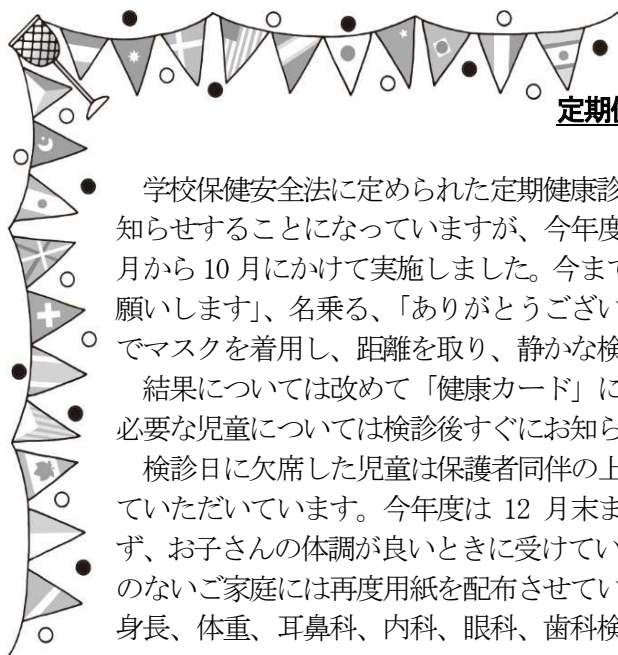 定期
学校保健安全法に定められた定期健康診
知らせすることになっていますが、今年度
月から 10 月にかけて実施しました。今まで
願いします」、名乗る、「ありがとうござい
でマスクを着用し、距離を取り、静かな検
結果については改めて「健康カード」に
必要な児童については検診後すぐにお知ら
検診日に欠席した児童は保護者同伴の上
ていただいています。今年度は 12 月末ま
ず、お子さんの体調が良いときに受けてい
のないご家庭には再度用紙を配布させてい
身長、体重、耳鼻科、内科、眼科、歯科検